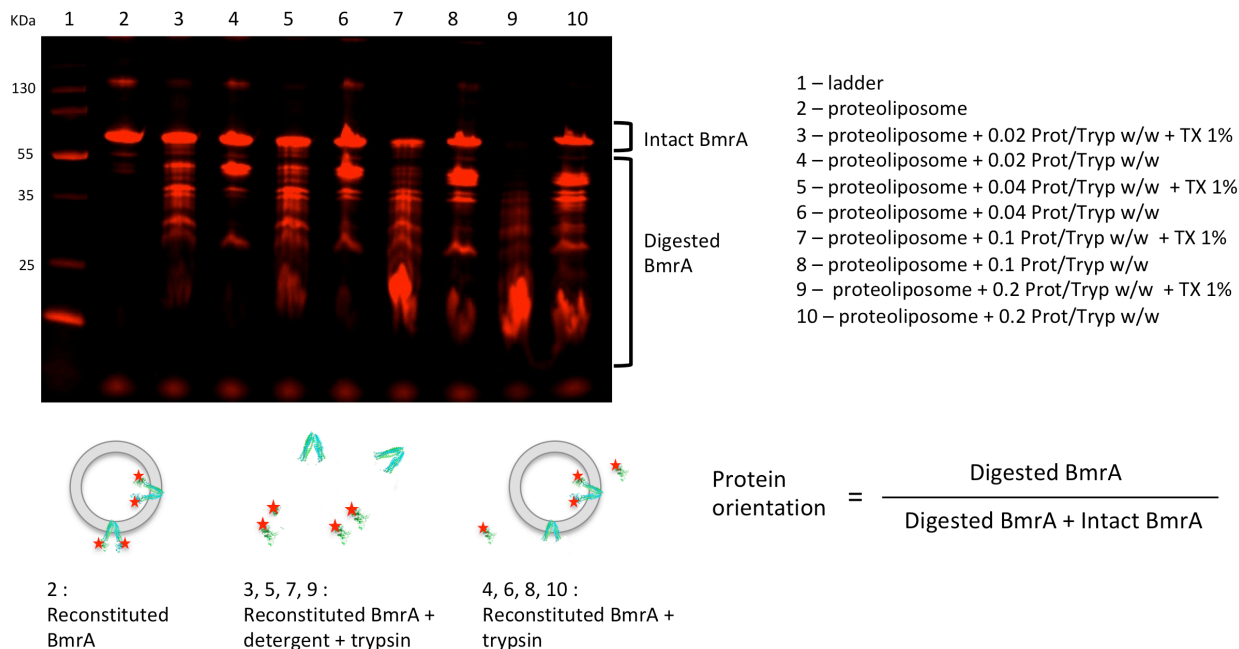 KDa 1 2 3 4 5 6 7 8 9 10
130
55
35
25
Intact BmrA
Digested
BmrA
1 – ladder
2 – proteoliposome
3 – proteoliposome + 0.02 Prot/Tryp w/w + TX 1%
4 – proteoliposome + 0.02 Prot/Tryp w/w
5 – proteoliposome + 0.04 Prot/Tryp w/w + TX 1%
6 – proteoliposome + 0.04 Prot/Tryp w/w
7 – proteoliposome + 0.1 Prot/Tryp w/w + TX 1%
8 – proteoliposome + 0.1 Prot/Tryp w/w
9 – proteoliposome + 0.2 Prot/Tryp w/w + TX 1%
10 – proteoliposome + 0.2 Prot/Tryp w/w
2 :
Reconstituted
BmrA
3, 5, 7, 9 :
Reconstituted BmrA +
detergent + trypsin
4, 6, 8, 10 :
Reconstituted BmrA +
trypsin
Protein
orientation
=
Digested BmrA
Digested BmrA + Intact BmrA